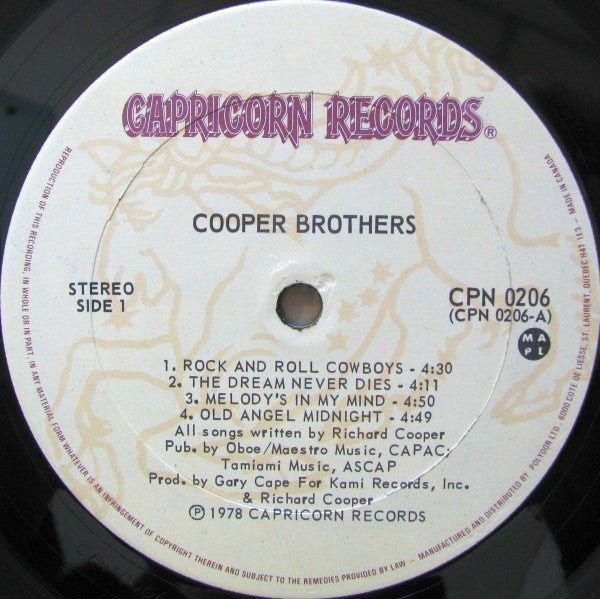 CAPRICORN RECORDS®
COOPER BROTHERS
STEREO
SIDE 1
CPN 0206
(CPN 0206-A)
M A
P L
1. ROCK AND ROLL COWBOYS - 4:30
2. THE DREAM NEVER DIES - 4:11
3. MELODY'S IN MY MIND - 4:50
4. OLD ANGEL MIDNIGHT - 4:49
All songs written by Richard Cooper
Pub. by Oboe/Maestro Music, CAPAC;
Tamiami Music, ASCAP
Prod. by Gary Cape For Kami Records, Inc.
& Richard Cooper
℗ 1978 CAPRICORN RECORDS
REPRODUCTION OF THIS RECORDING, IN WHOLE OR IN PART, IN ANY MATERIAL FORM WHATEVER IS AN INFRINGEMENT OF COPYRIGHT THEREIN AND SUBJECT TO THE REMEDIES PROVIDED BY LAW — MANUFACTURED AND DISTRIBUTED BY POLYDOR LTD., 6000 COTE DE LIESSE, ST. LAURENT, QUEBEC H4T 1E3 — MADE IN CANADA